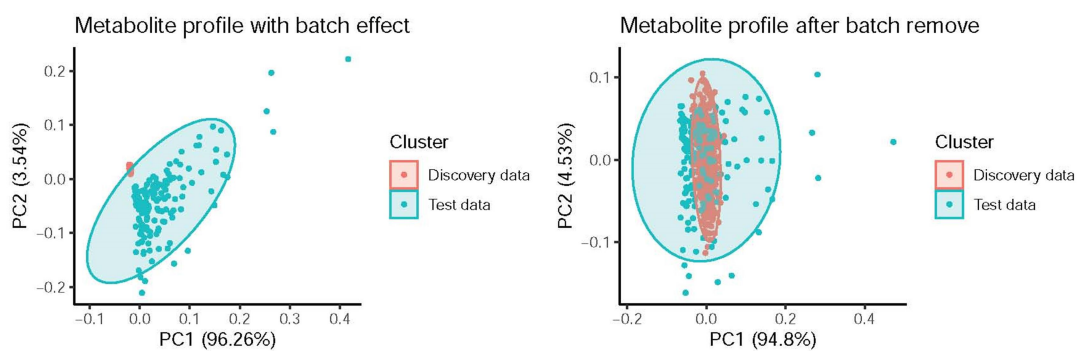 Metabolite profile with batch effect
0.2
0.1
0.0
−0.1
−0.2
PC2 (3.54%)
−0.1
0.0
0.1
0.2
0.3
0.4
PC1 (96.26%)
Cluster
Discovery data
Test data
Metabolite profile after batch remove
0.1
0.0
−0.1
PC2 (4.53%)
−0.2
0.0
0.2
0.4
PC1 (94.8%)
Cluster
Discovery data
Test data